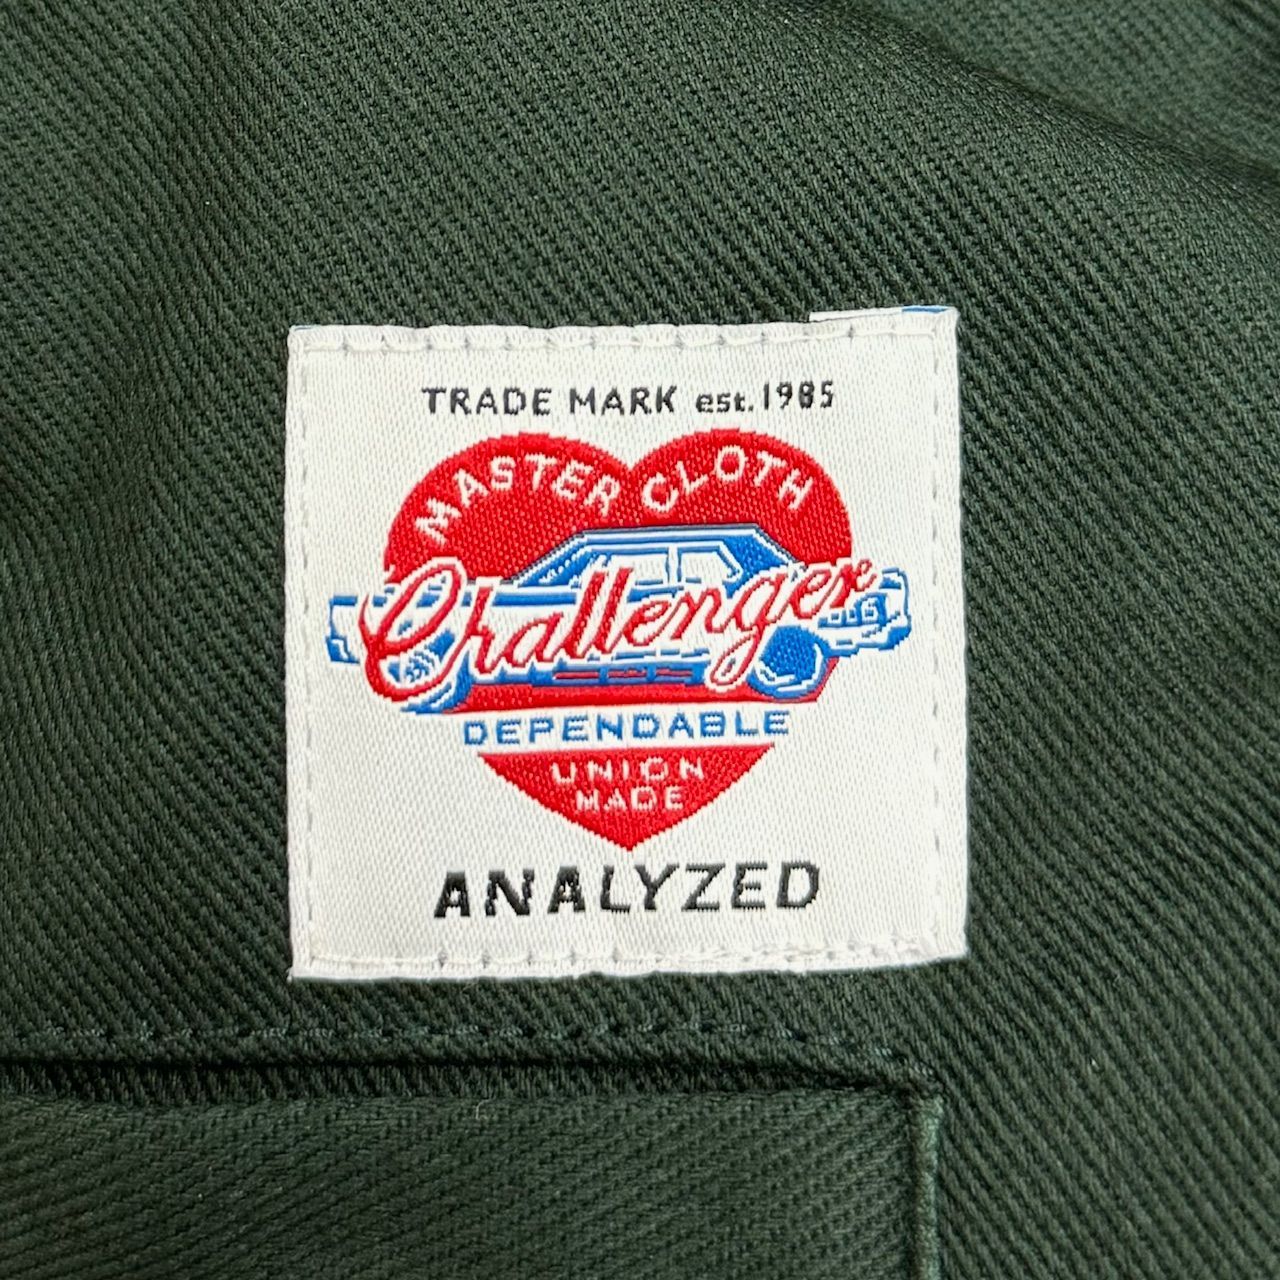 TRADE MARK est. 1985
MASTER CLOTH
Challenger
DEPENDABLE
UNION
MADE
ANALYZED